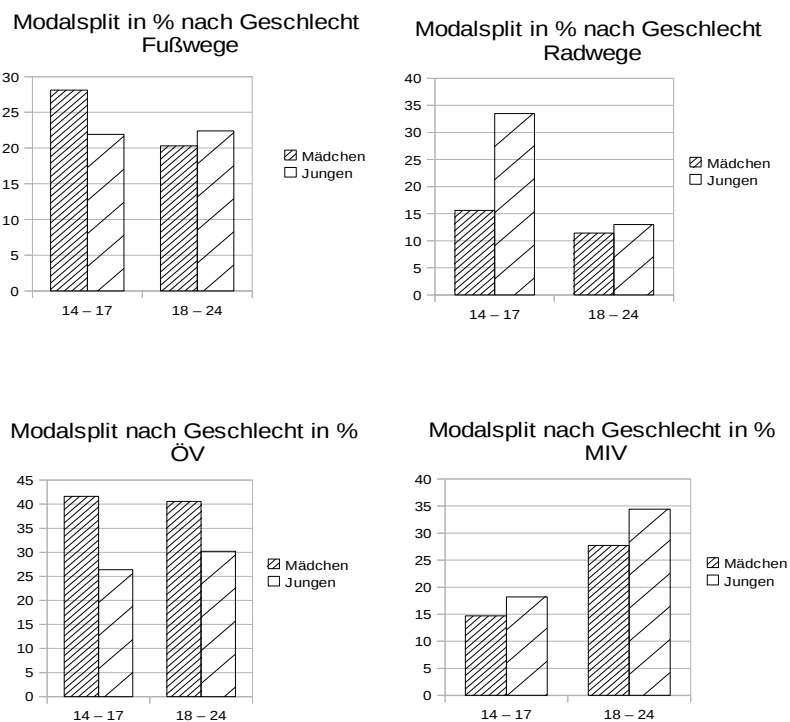 Modalsplit in % nach Geschlecht
Fußwege
30
25
20
15
10
5
0
14 – 17
18 – 24
Mädchen
Jungen
Modalsplit in % nach Geschlecht
Radwege
40
35
30
25
20
15
10
5
0
14 – 17
18 – 24
Mädchen
Jungen
Modalsplit nach Geschlecht in %
ÖV
45
40
35
30
25
20
15
10
5
0
14 – 17
18 – 24
Mädchen
Jungen
Modalsplit nach Geschlecht in %
MIV
40
35
30
25
20
15
10
5
0
14 – 17
18 – 24
Mädchen
Jungen